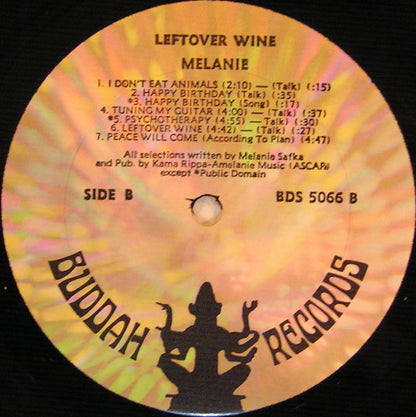 LEFTOVER WINE
MELANIE
1. I DON'T EAT ANIMALS (2:10) — (Talk) (:15)
2. HAPPY BIRTHDAY (Talk) (:35)
*3. HAPPY BIRTHDAY (Song) (:17)
4. TUNING MY GUITAR (4:00) — (Talk) (:37)
*5. PSYCHOTHERAPY (4:55) — Talk) (:30)
6. LEFTOVER WINE (4:42) — (Talk) (:27)
7. PEACE WILL COME (According To Plan) (4:47)
All selections written by Melanie Safka
and Pub. by Kama Rippa-Amelanie Music (ASCAP)
except *Public Domain
SIDE B
BDS 5066 B
BUDDAH RECORDS